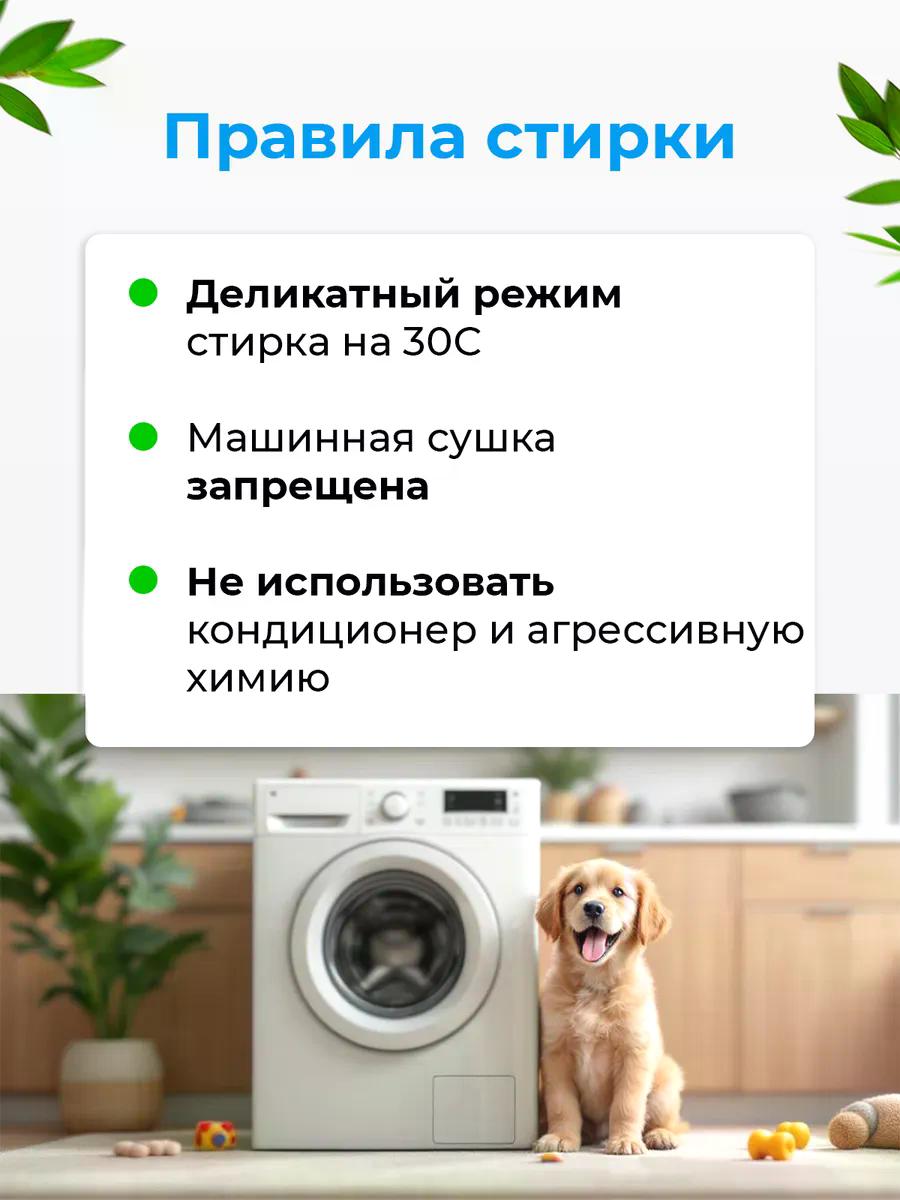 Правила стирки
Деликатный режим
стирка на 30С
Машинная сушка
запрещена
Не использовать
кондиционер и агрессивную
химию